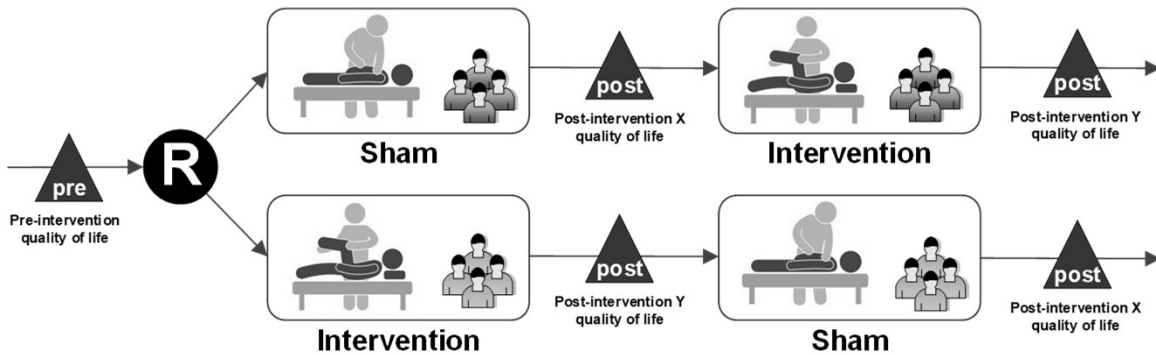 post
Post-intervention X
quality of life
post
Post-intervention Y
quality of life
Sham
Intervention
R
pre
Pre-intervention
quality of life
post
Post-intervention Y
quality of life
post
Post-intervention X
quality of life
Intervention
Sham